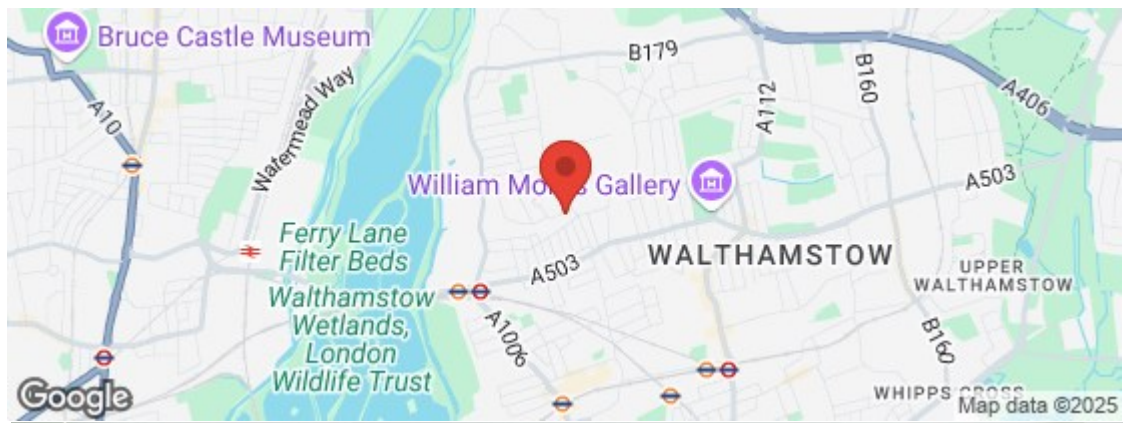 Bruce Castle Museum
B179
B160
A406
A10
Watermead Way
A112
William Morris Gallery
A503
Ferry Lane
Filter Beds
A503
WALTHAMSTOW
UPPER
WALTHAMSTOW
Walthamstow
Wetlands,
London
Wildlife Trust
A1006
B160
WHIPPS CROSS
Google
Map data ©2025